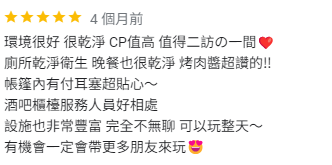 ★★★★★ 4 個月前
環境很好 很乾淨 CP值高 值得二訪の一間❤️
廁所乾淨衛生 晚餐也很乾淨 烤肉醬超讚的!!
帳篷內有付耳塞超貼心～
酒吧櫃檯服務人員好相處
設施也非常豐富 完全不無聊 可以玩整天～
有機會一定會帶更多朋友來玩😍